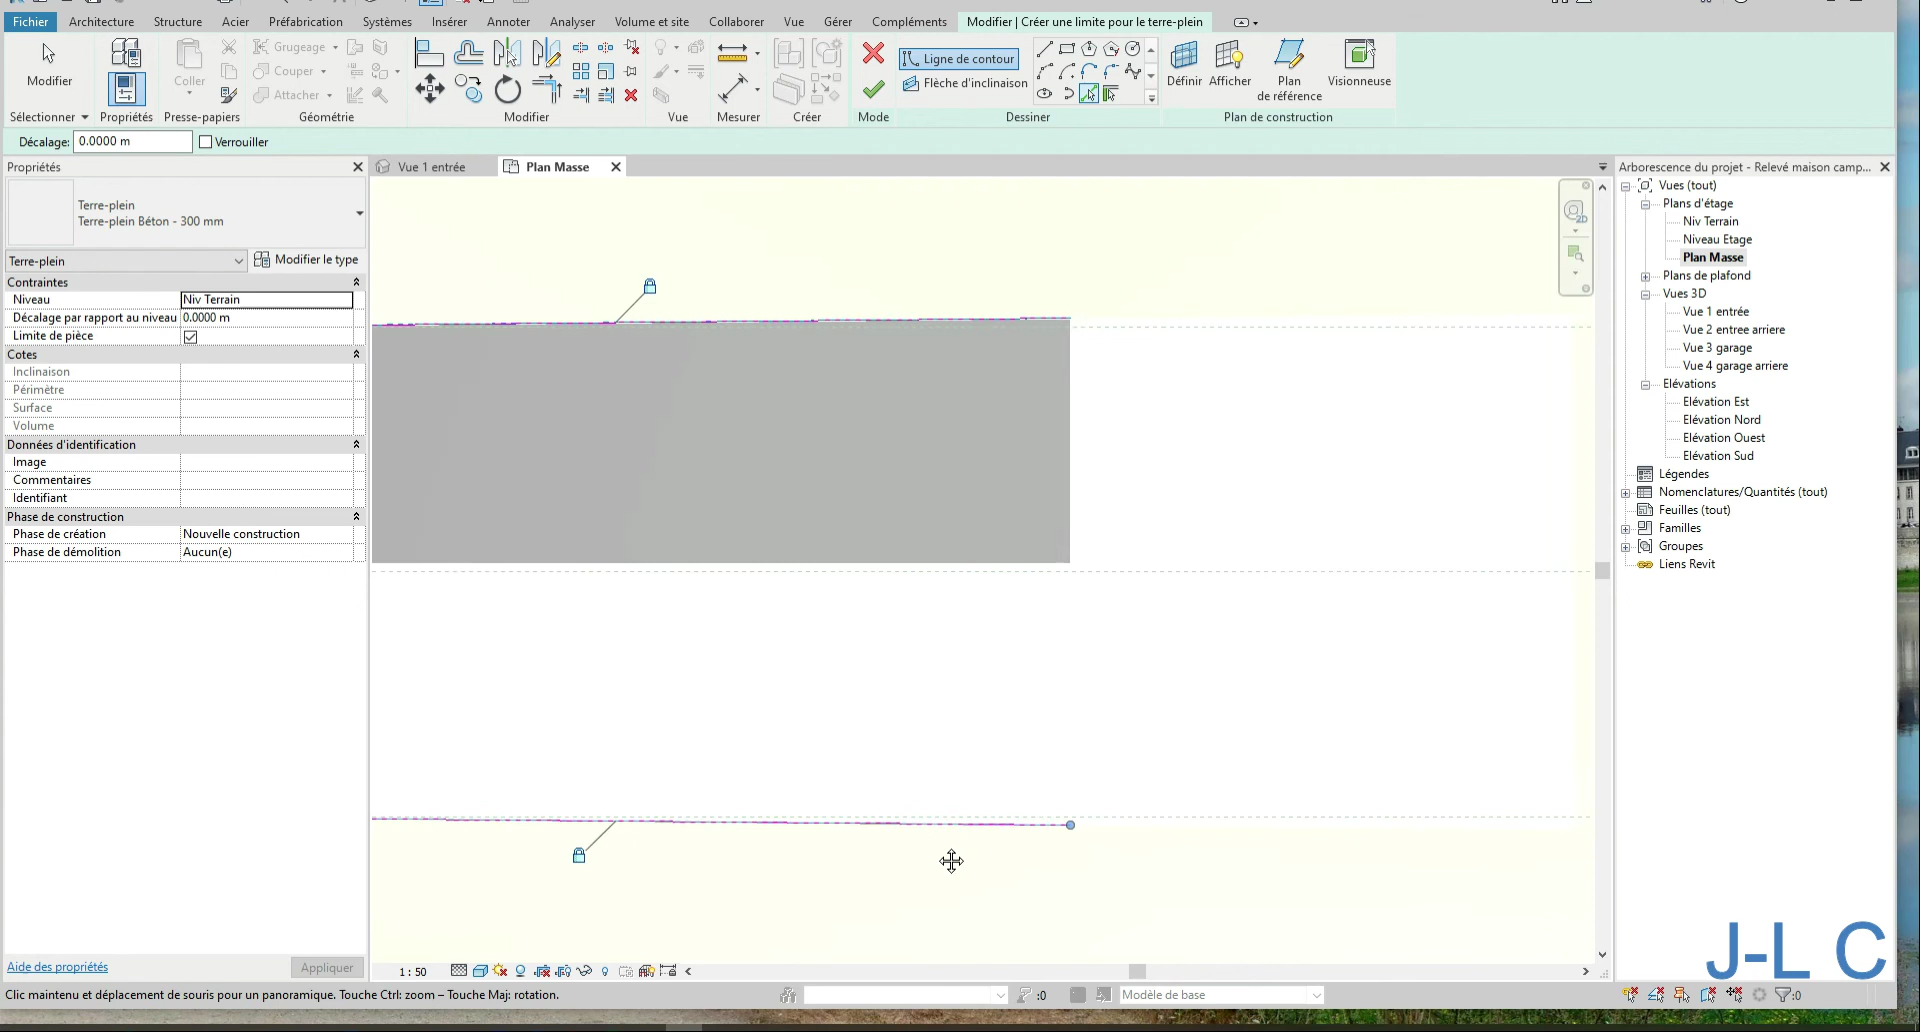 Fichier Architecture Structure Acier Préfabrication Systèmes Insérer Annoter Analyser Volume et site Collaborer Vue Gérer Compléments Modifier | Créer une limite pour le terre-plein
Modifier
Coller
Grugeage
Couper
Attacher
Ligne de contour
Flèche d'inclinaison
Définir Afficher Plan de référence Visionneuse
Sélectionner Propriétés Presse-papiers Géométrie Modifier Vue Mesurer Créer Mode Dessiner Plan de construction
Décalage: 0.0000 m Verrouiller
Propriétés
Terre-plein
Terre-plein Béton - 300 mm
Terre-plein Modifier le type
Contraintes
Niveau Niv Terrain
Décalage par rapport au niveau 0.0000 m
Limite de pièce
Cotes
Inclinaison
Périmètre
Surface
Volume
Données d'identification
Image
Commentaires
Identifiant
Phase de construction
Phase de création Nouvelle construction
Phase de démolition Aucun(e)
Aide des propriétés Appliquer
Vue 1 entrée Plan Masse
2D
1 : 50
Arborescence du projet - Relevé maison camp...
Vues (tout)
Plans d'étage
Niv Terrain
Niveau Etage
Plan Masse
Plans de plafond
Vues 3D
Vue 1 entrée
Vue 2 entree arriere
Vue 3 garage
Vue 4 garage arriere
Elévations
Elévation Est
Elévation Nord
Elévation Ouest
Elévation Sud
Légendes
Nomenclatures/Quantités (tout)
Feuilles (tout)
Familles
Groupes
Liens Revit
J-L C
Clic maintenu et déplacement de souris pour un panoramique. Touche Ctrl: zoom – Touche Maj: rotation. :0 Modèle de base :0